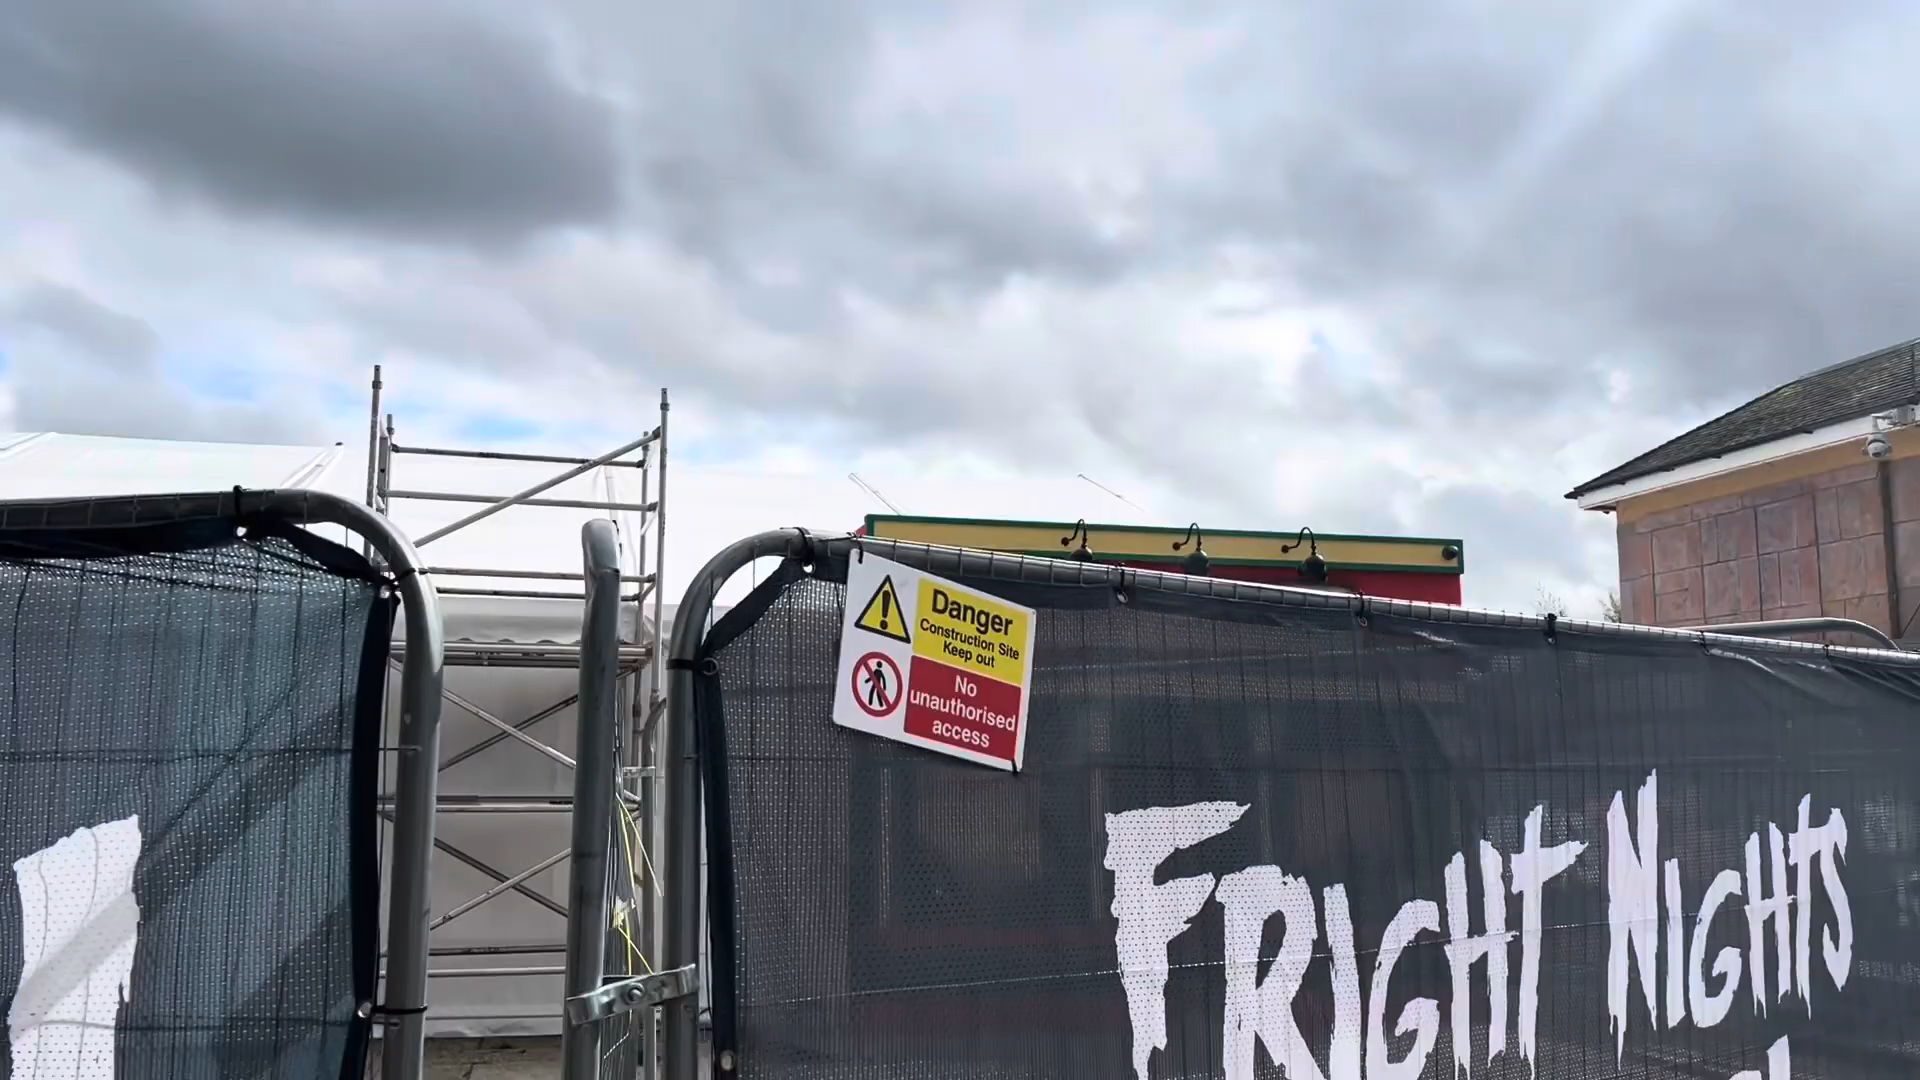 Danger
Construction Site
Keep out
No
unauthorised
access
FRIGHT NIGHTS